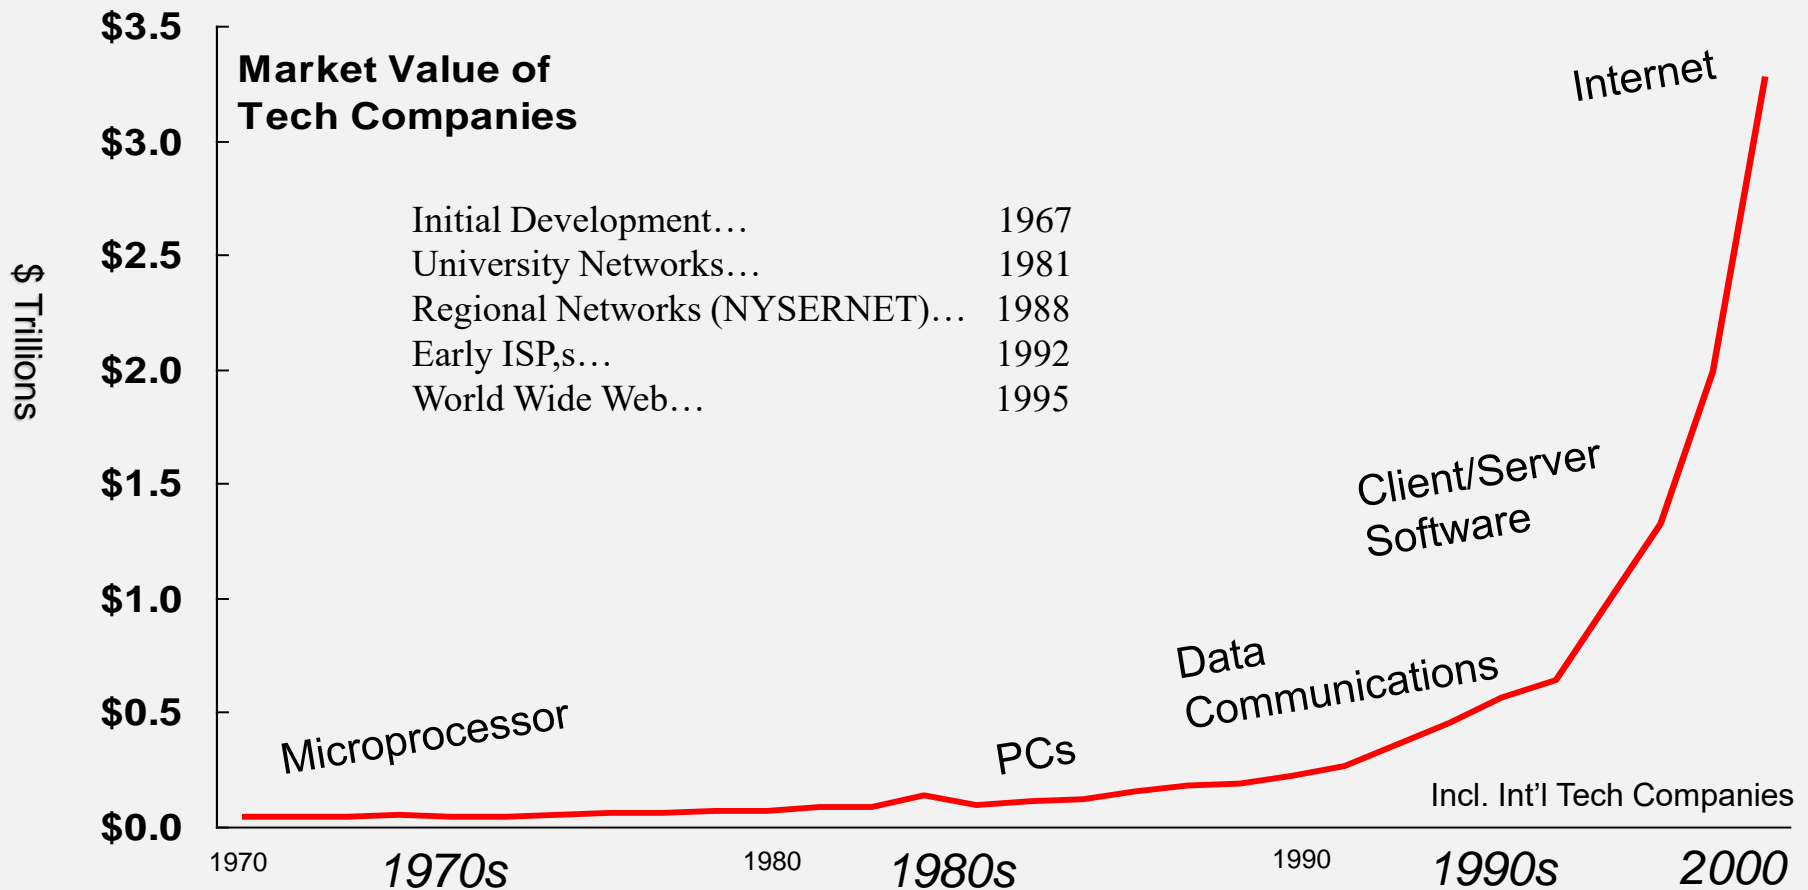 $3.5
Market Value of
Tech Companies
Internet
$3.0
Initial Development… 1967
University Networks… 1981
Regional Networks (NYSERNET)… 1988
Early ISP,s… 1992
World Wide Web… 1995
$2.5
$ Trillions
$2.0
$1.5
Client/Server
Software
$1.0
Data
Communications
$0.5
Microprocessor
PCs
Incl. Int'l Tech Companies
$0.0
1970 1970s 1980 1980s 1990 1990s 2000